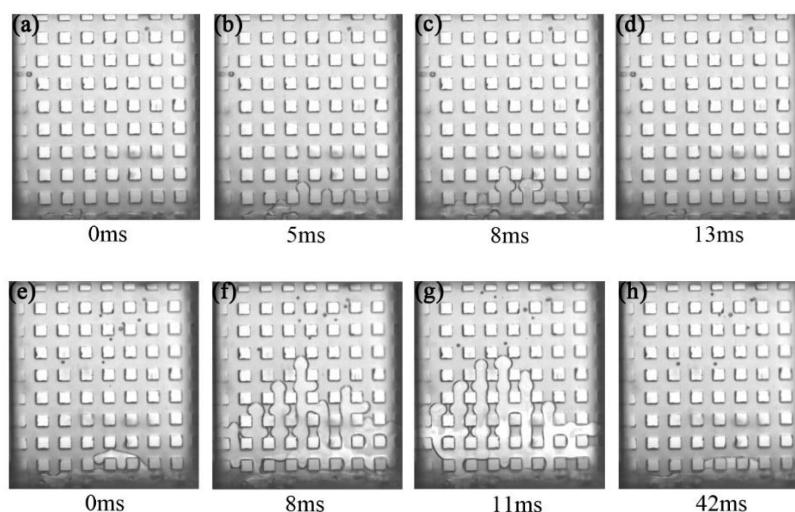 (a) (b) (c) (d)
0ms 5ms 8ms 13ms
(e) (f) (g) (h)
0ms 8ms 11ms 42ms